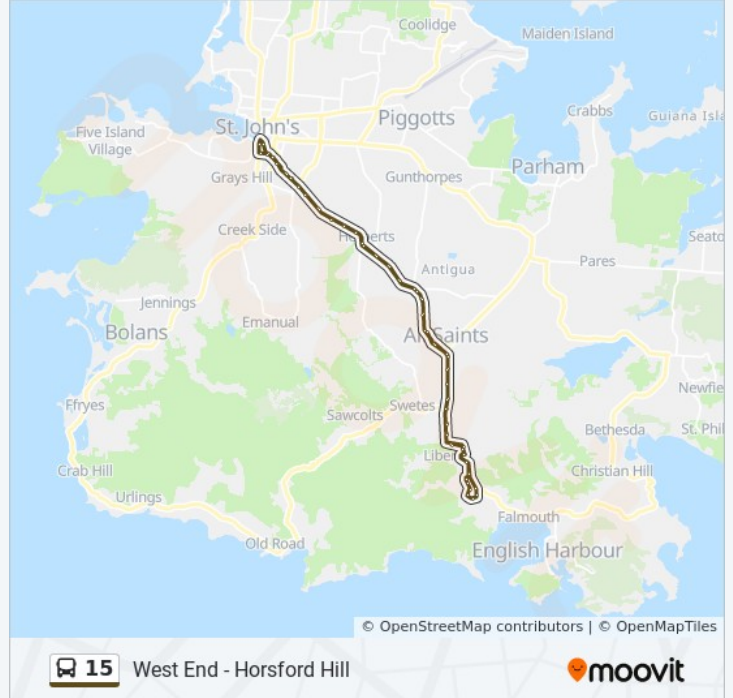 Coolidge
Maiden Island
Crabbs
Guiana Isla
Five Island
Village
St. John's
Piggotts
Parham
Grays Hill
Gunthorpes
Creek Side
Herberts
Seato
Pares
Antigua
Jennings
Emanual
Bolans
All Saints
Newfie
Ffryes
Sawcolts
Swetes
Bethesda
St. Phil
Liber
Crab Hill
Christian Hill
Urlings
Falmouth
Old Road
English Harbour
© OpenStreetMap contributors | © OpenMapTiles
15 West End - Horsford Hill
moovit